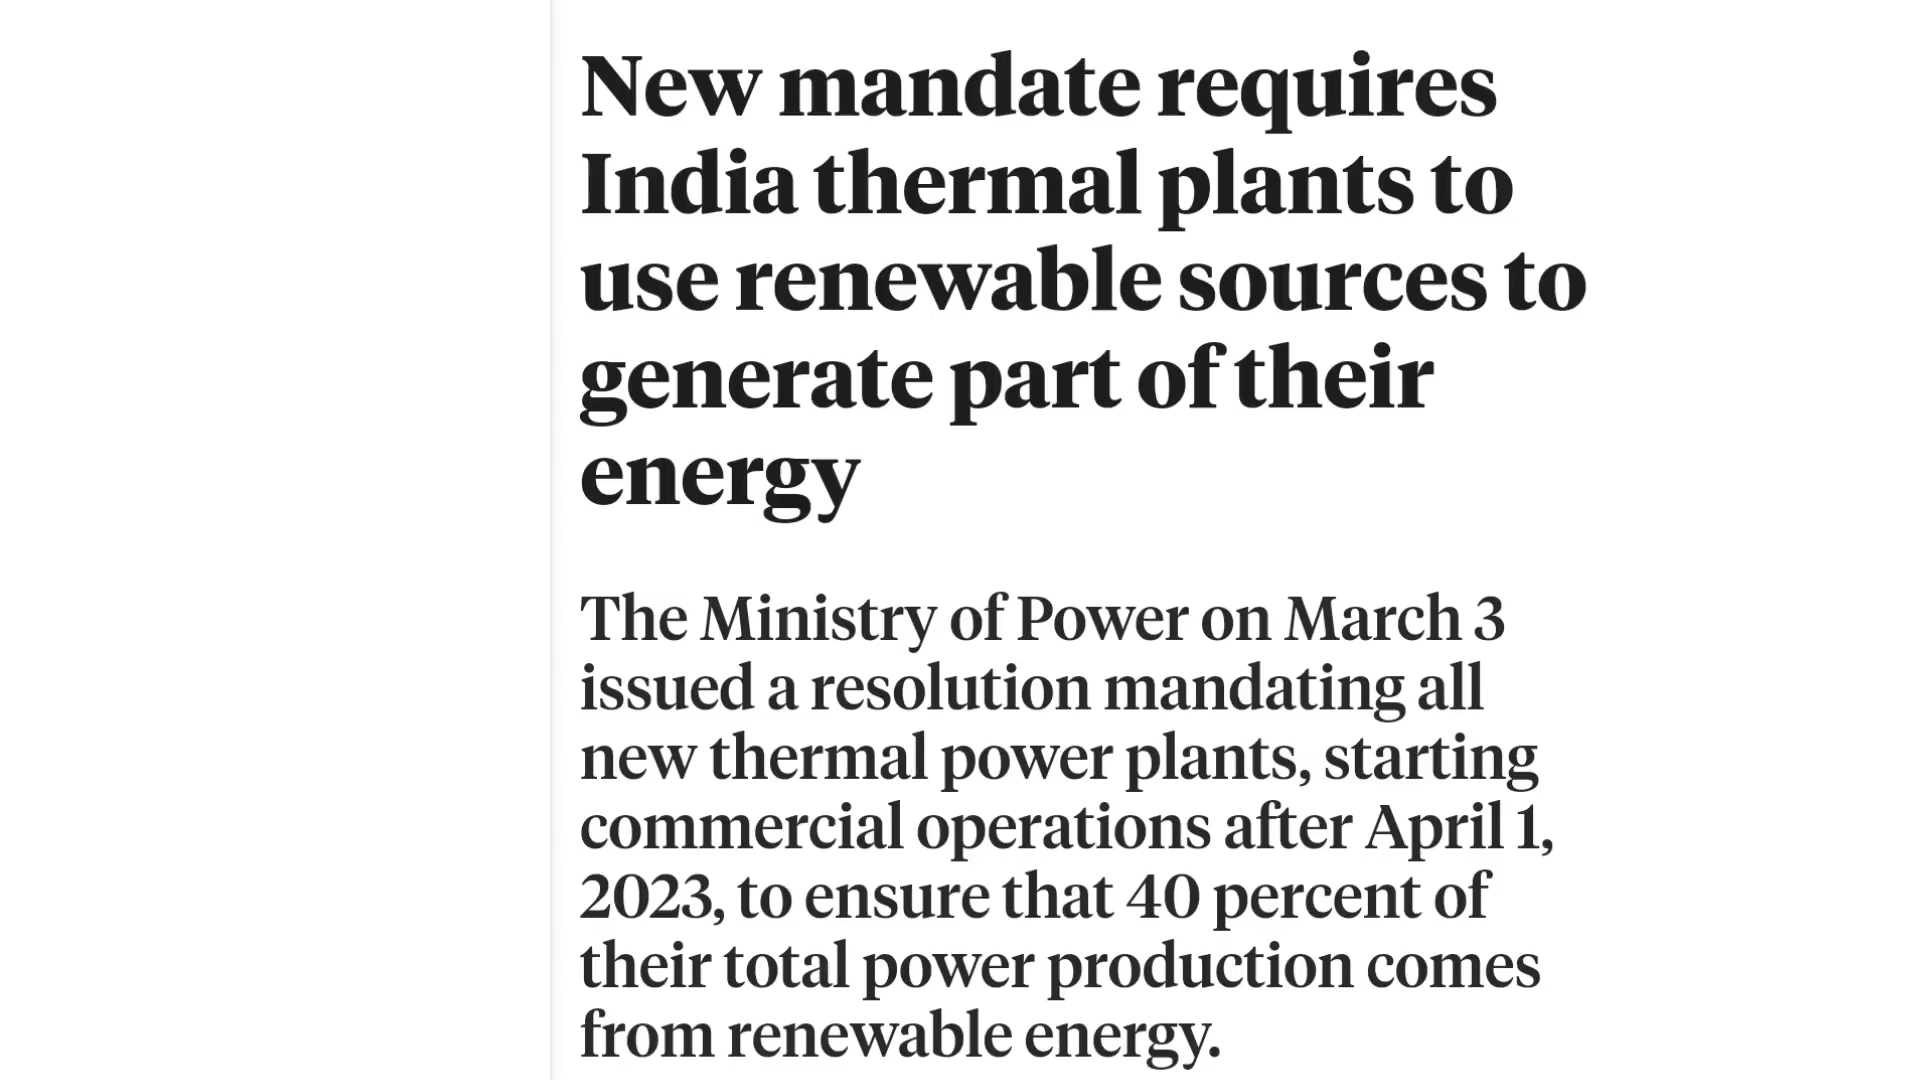 New mandate requires
India thermal plants to
use renewable sources to
generate part of their
energy
The Ministry of Power on March 3
issued a resolution mandating all
new thermal power plants, starting
commercial operations after April 1,
2023, to ensure that 40 percent of
their total power production comes
from renewable energy.